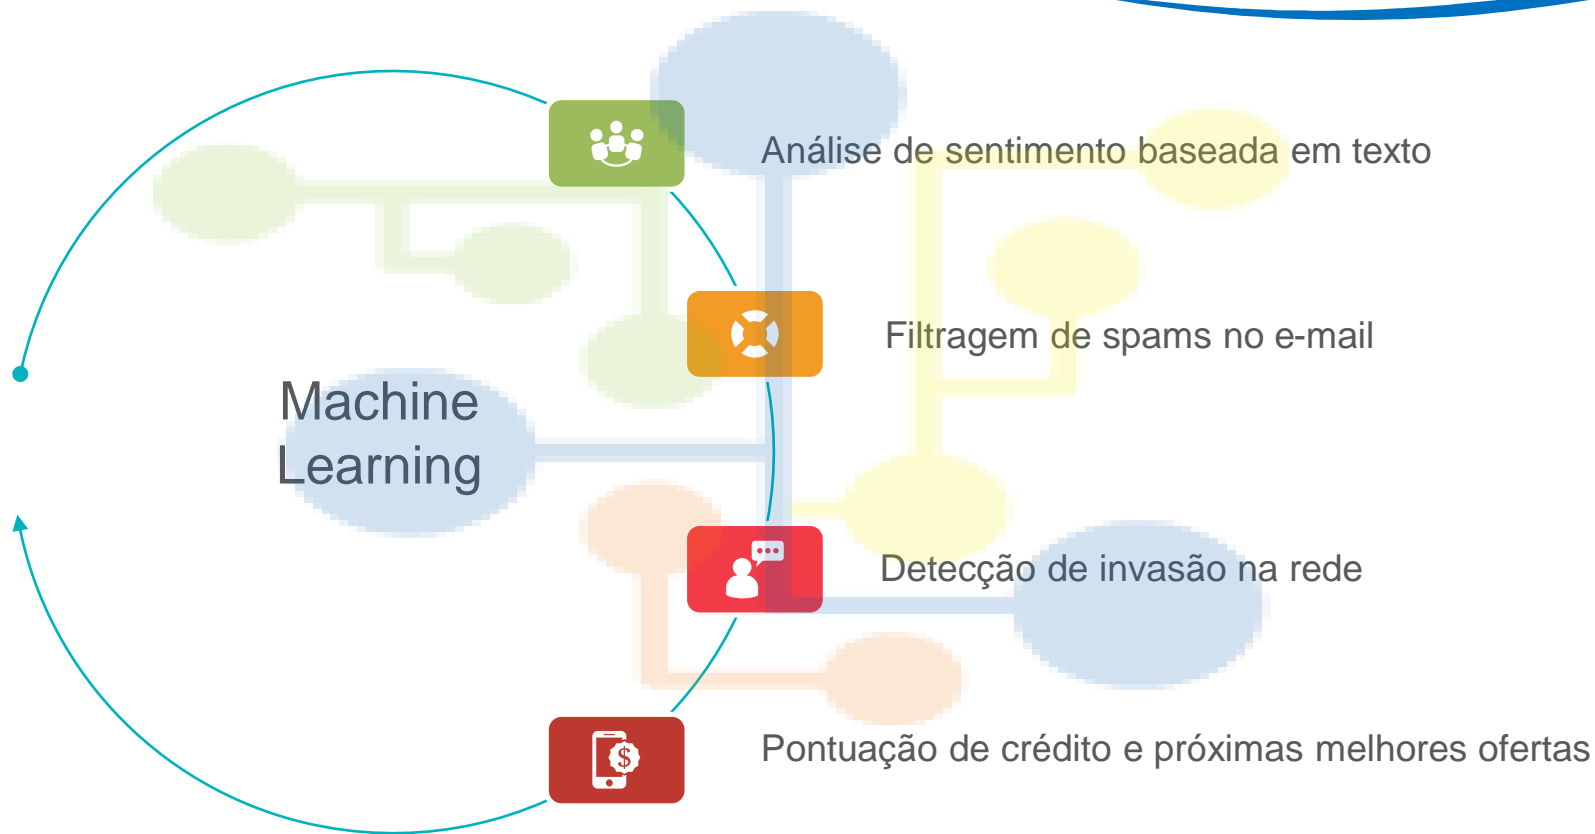 Análise de sentimento baseada em texto
Filtragem de spams no e-mail
Machine
Learning
Detecção de invasão na rede
Pontuação de crédito e próximas melhores ofertas